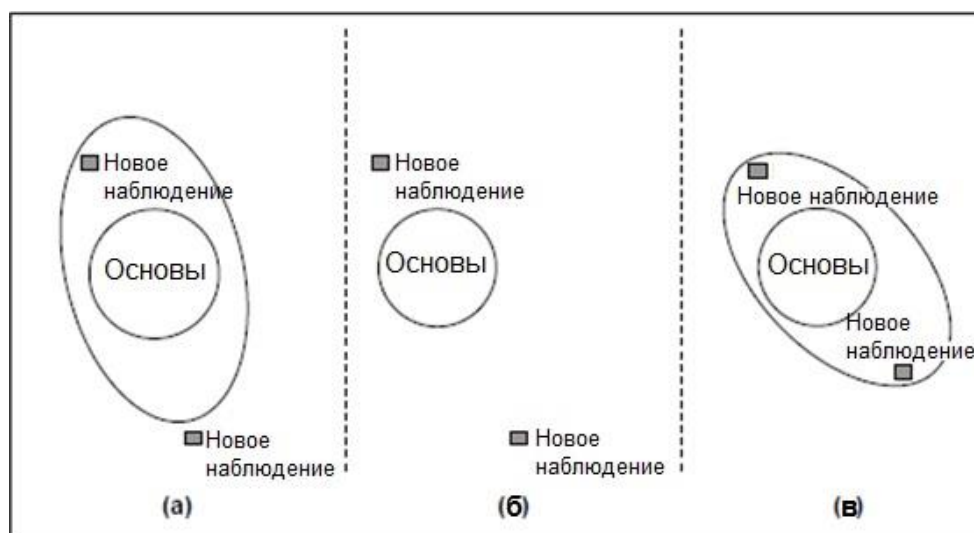 Новое
наблюдение
Основы
Новое
наблюдение
(а)
Новое
наблюдение
Основы
Новое
наблюдение
(б)
Новое наблюдение
Основы
Новое
наблюдение
(в)